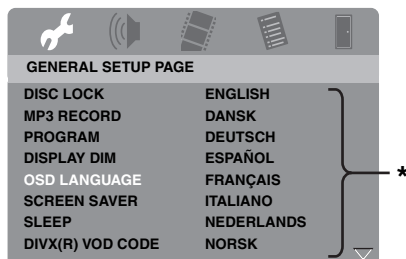 GENERAL SETUP PAGE
DISC LOCK ENGLISH
MP3 RECORD DANSK
PROGRAM DEUTSCH
DISPLAY DIM ESPAÑOL
OSD LANGUAGE FRANÇAIS
SCREEN SAVER ITALIANO
SLEEP NEDERLANDS
DIVX(R) VOD CODE NORSK
*